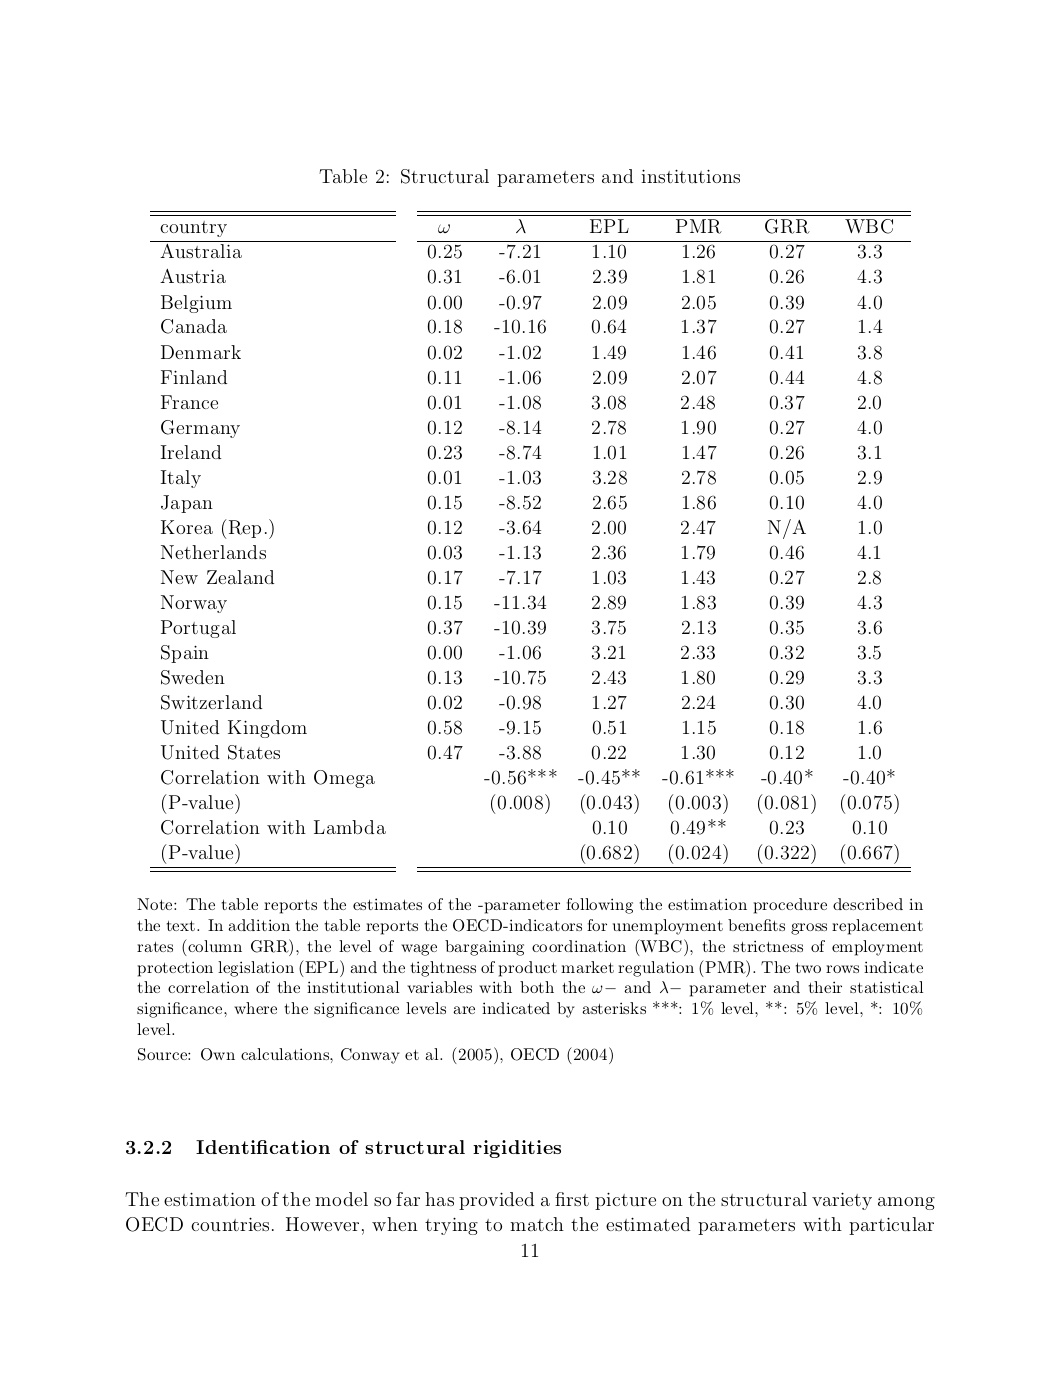 Table 2: Structural parameters and institutions
country ω λ EPL PMR GRR WBC
Australia 0.25 -7.21 1.10 1.26 0.27 3.3
Austria 0.31 -6.01 2.39 1.81 0.26 4.3
Belgium 0.00 -0.97 2.09 2.05 0.39 4.0
Canada 0.18 -10.16 0.64 1.37 0.27 1.4
Denmark 0.02 -1.02 1.49 1.46 0.41 3.8
Finland 0.11 -1.06 2.09 2.07 0.44 4.8
France 0.01 -1.08 3.08 2.48 0.37 2.0
Germany 0.12 -8.14 2.78 1.90 0.27 4.0
Ireland 0.23 -8.74 1.01 1.47 0.26 3.1
Italy 0.01 -1.03 3.28 2.78 0.05 2.9
Japan 0.15 -8.52 2.65 1.86 0.10 4.0
Korea (Rep.) 0.12 -3.64 2.00 2.47 N/A 1.0
Netherlands 0.03 -1.13 2.36 1.79 0.46 4.1
New Zealand 0.17 -7.17 1.03 1.43 0.27 2.8
Norway 0.15 -11.34 2.89 1.83 0.39 4.3
Portugal 0.37 -10.39 3.75 2.13 0.35 3.6
Spain 0.00 -1.06 3.21 2.33 0.32 3.5
Sweden 0.13 -10.75 2.43 1.80 0.29 3.3
Switzerland 0.02 -0.98 1.27 2.24 0.30 4.0
United Kingdom 0.58 -9.15 0.51 1.15 0.18 1.6
United States 0.47 -3.88 0.22 1.30 0.12 1.0
Correlation with Omega -0.56*** -0.45** -0.61*** -0.40* -0.40*
(P-value) (0.008) (0.043) (0.003) (0.081) (0.075)
Correlation with Lambda 0.10 0.49** 0.23 0.10
(P-value) (0.682) (0.024) (0.322) (0.667)
Note: The table reports the estimates of the -parameter following the estimation procedure described in
the text. In addition the table reports the OECD-indicators for unemployment benefits gross replacement
rates (column GRR), the level of wage bargaining coordination (WBC), the strictness of employment
protection legislation (EPL) and the tightness of product market regulation (PMR). The two rows indicate
the correlation of the institutional variables with both the ω− and λ− parameter and their statistical
significance, where the significance levels are indicated by asterisks ***: 1% level, **: 5% level, *: 10%
level.
Source: Own calculations, Conway et al. (2005), OECD (2004)
3.2.2 Identification of structural rigidities
The estimation of the model so far has provided a first picture on the structural variety among
OECD countries. However, when trying to match the estimated parameters with particular
11